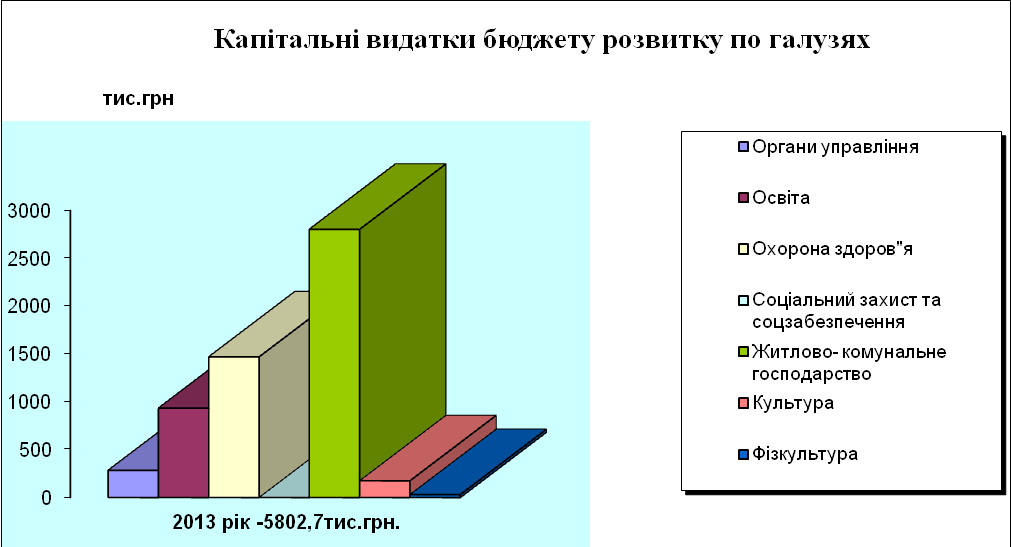 Капітальні видатки бюджету розвитку по галузях
тис.грн
3000
2500
2000
1500
1000
500
0
2013 рік -5802,7тис.грн.
Органи управління
Освіта
Охорона здоров"я
Соціальний захист та
соцзабезпечення
Житлово- комунальне
господарство
Культура
Фізкультура